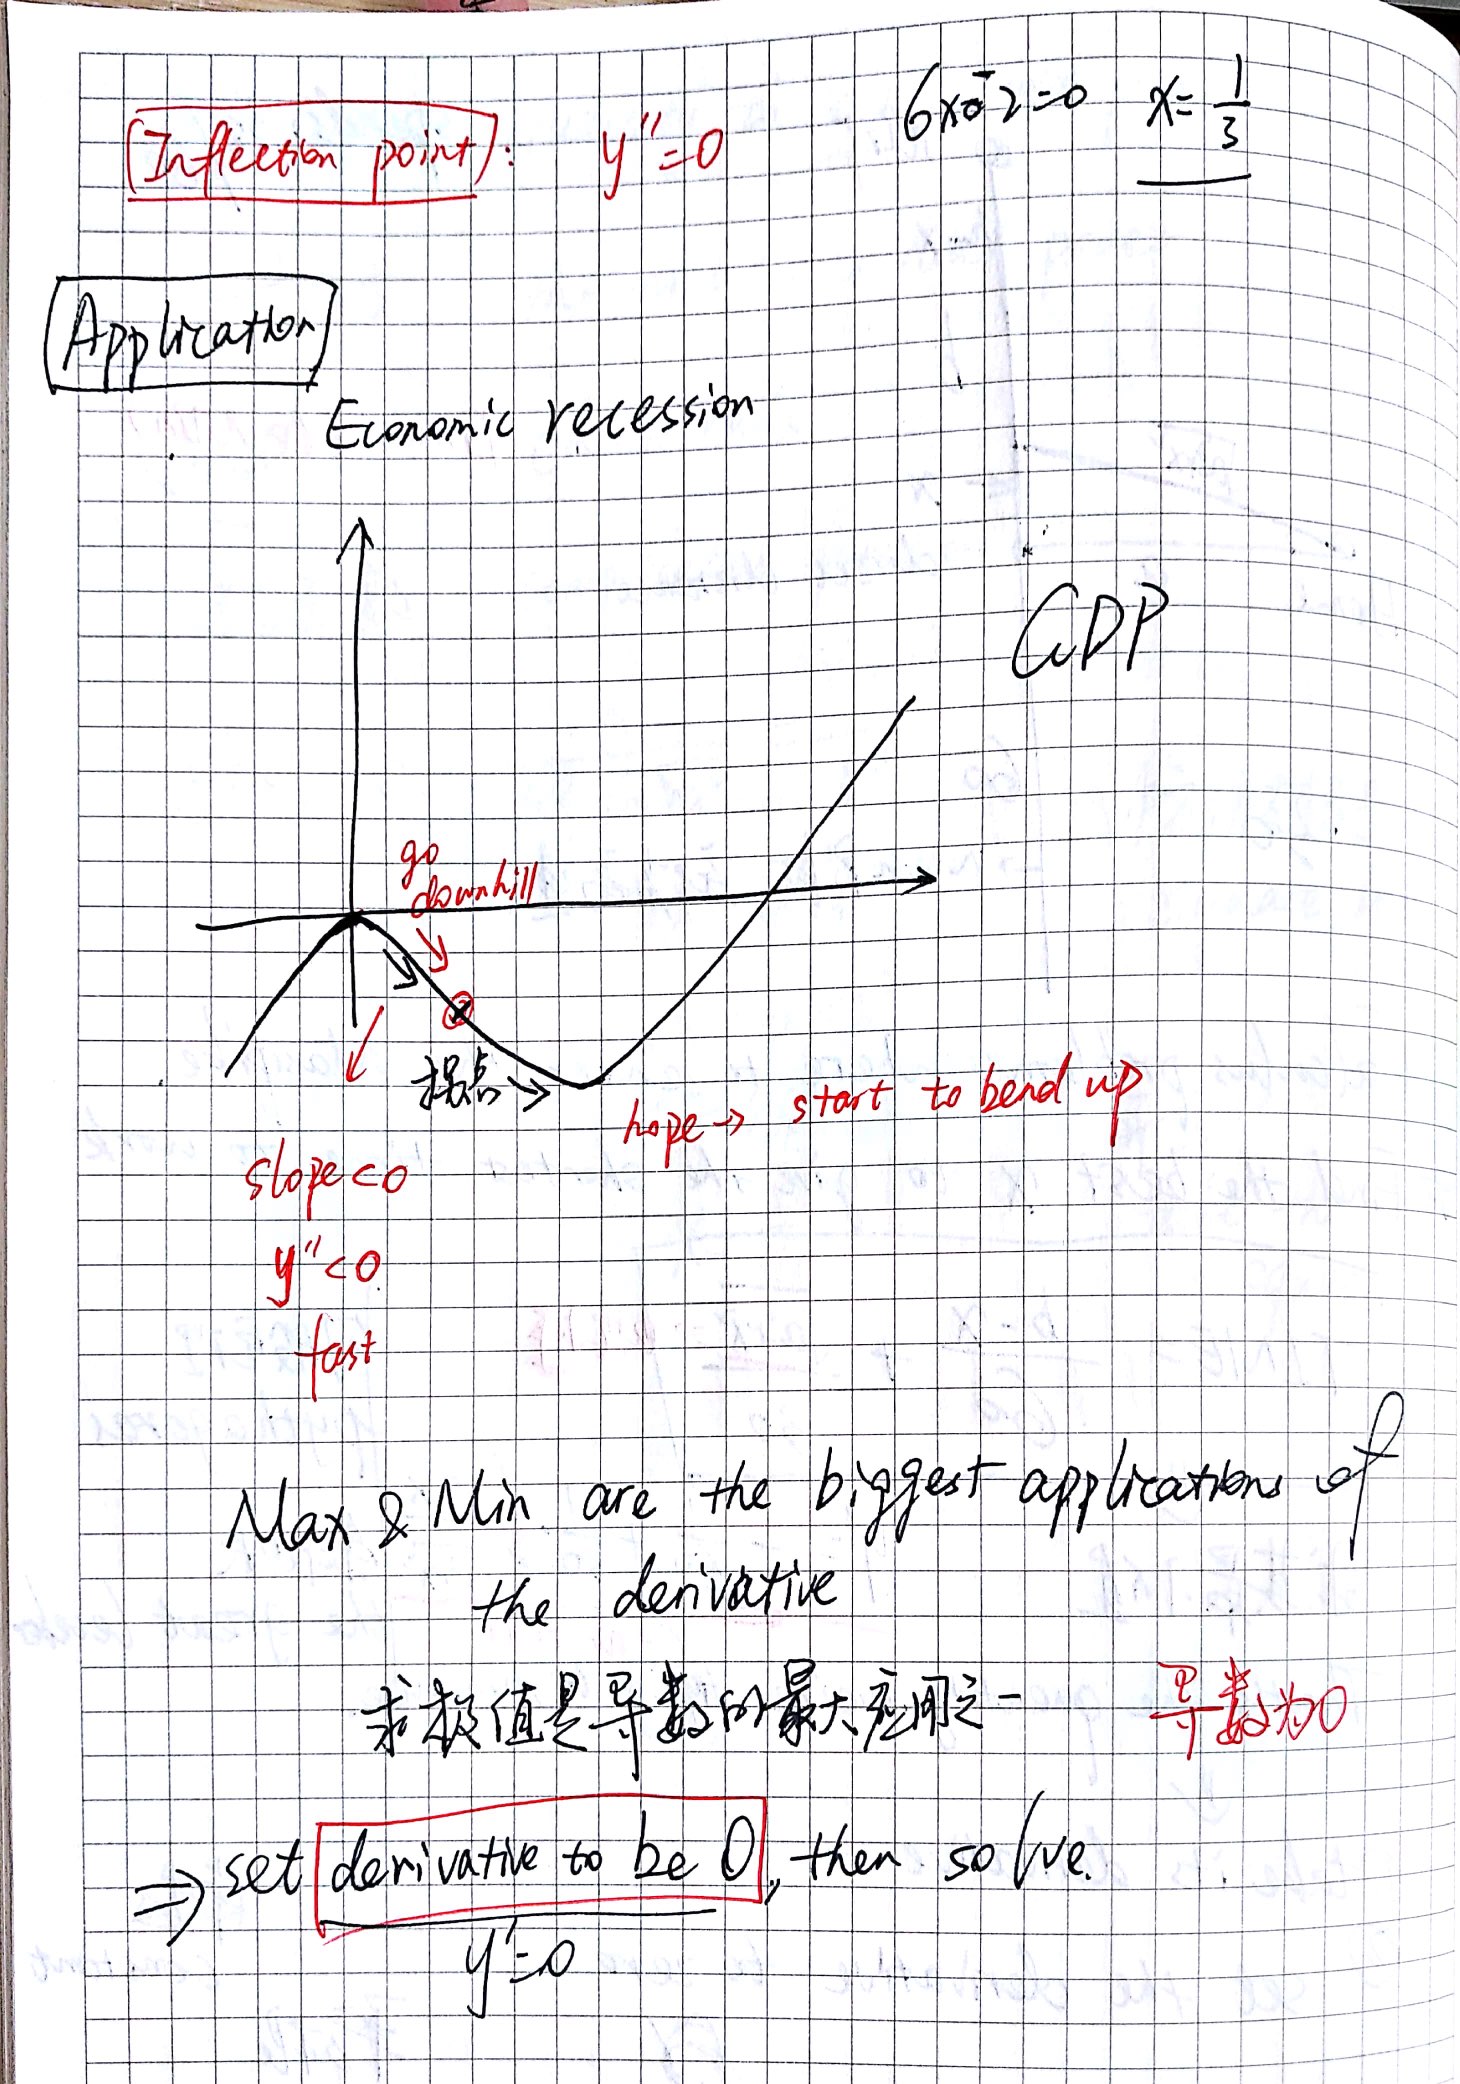 Inflection point: y''=0 6x-2=0 x=1/3
Application
Economic recession
GDP
go
downhill
拐点
hope→ start to bend up
slope<0
y''<0
fast
Max & Min are the biggest applications of
the derivative
求极值是导数的最大应用之一 导数为0
⇒ set derivative to be 0, then solve.
y'=0